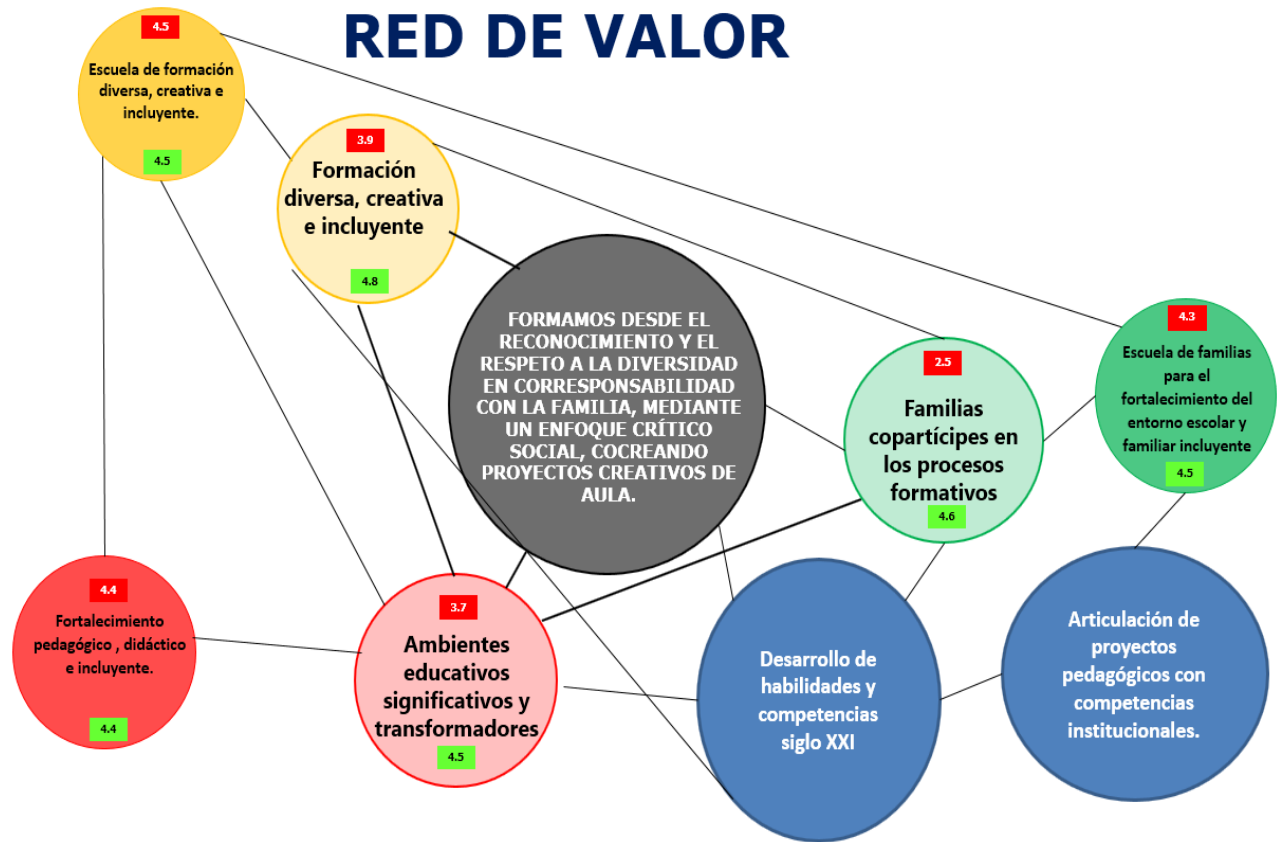 RED DE VALOR
4.5
Escuela de formación
diversa, creativa e
incluyente.
4.5
3.9
Formación
diversa, creativa
e incluyente
4.8
FORMAMOS DESDE EL
RECONOCIMIENTO Y EL
RESPETO A LA DIVERSIDAD
EN CORRESPONSABILIDAD
CON LA FAMILIA, MEDIANTE
UN ENFOQUE CRÍTICO
SOCIAL, COCREANDO
PROYECTOS CREATIVOS DE
AULA.
2.5
Familias
copartícipes en
los procesos
formativos
4.6
4.3
Escuela de familias
para el
fortalecimiento del
entorno escolar y
familiar incluyente
4.5
4.4
Fortalecimiento
pedagógico , didáctico
e incluyente.
4.4
3.7
Ambientes
educativos
significativos y
transformadores
4.5
Desarrollo de
habilidades y
competencias
siglo XXI
Articulación de
proyectos
pedagógicos con
competencias
institucionales.